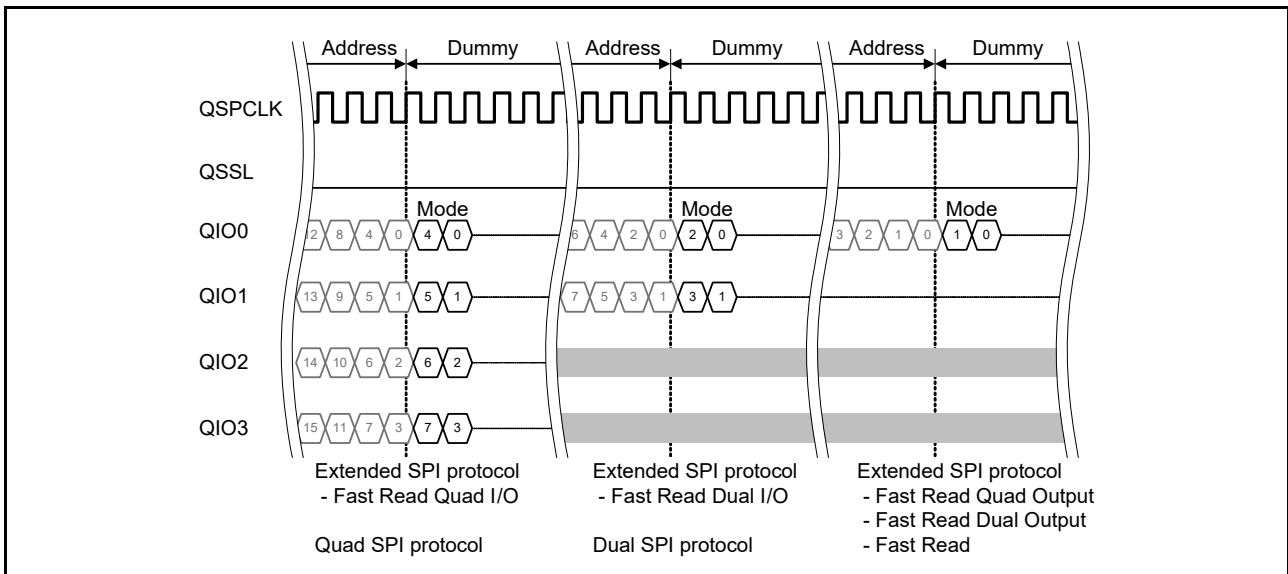 Address Dummy Address Dummy Address Dummy
QSPCLK
QSSL
Mode Mode Mode
QIO0 12 8 4 0 4 0 6 4 2 0 2 0 3 2 1 0 1 0
QIO1 13 9 5 1 5 1 7 5 3 1 3 1
QIO2 14 10 6 2 6 2
QIO3 15 11 7 3 7 3
Extended SPI protocol Extended SPI protocol Extended SPI protocol
- Fast Read Quad I/O - Fast Read Dual I/O - Fast Read Quad Output
- Fast Read Dual Output
Quad SPI protocol Dual SPI protocol - Fast Read